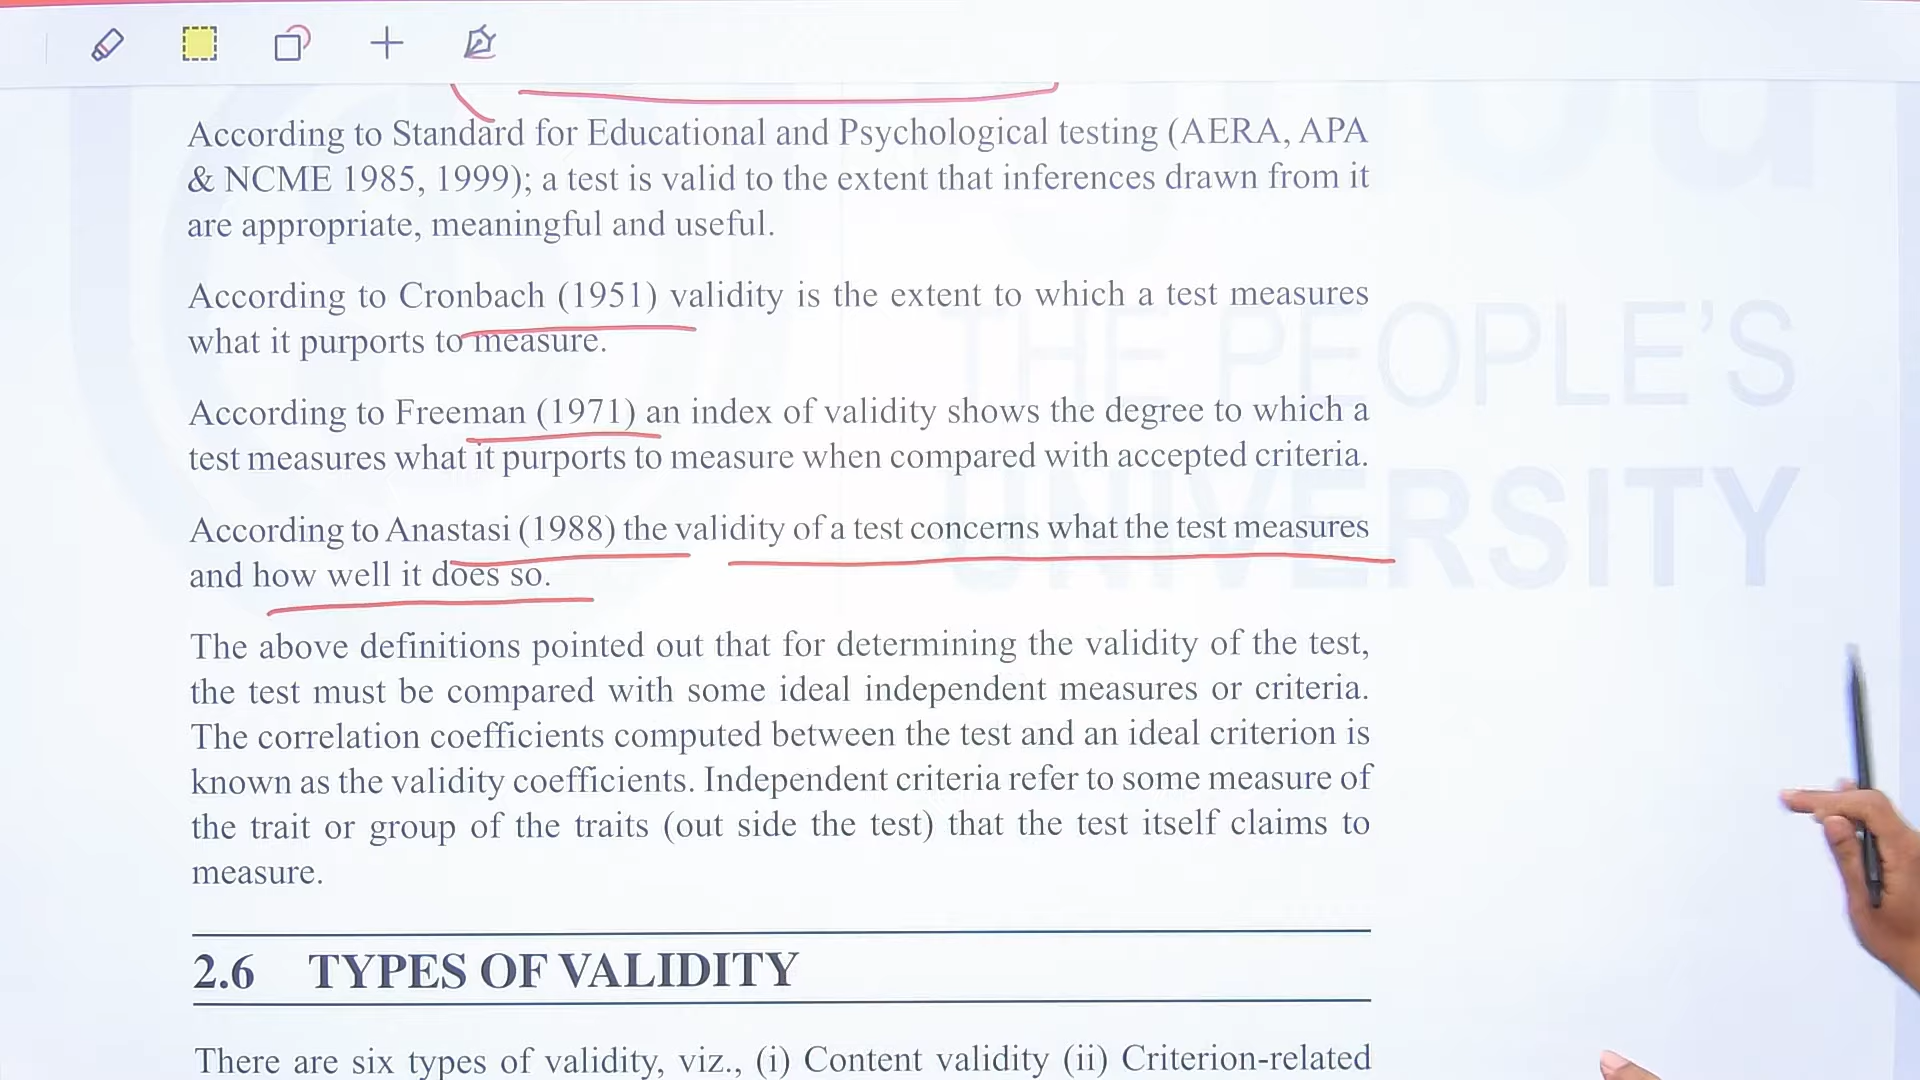 According to Standard for Educational and Psychological testing (AERA, APA
& NCME 1985, 1999); a test is valid to the extent that inferences drawn from it
are appropriate, meaningful and useful.
According to Cronbach (1951) validity is the extent to which a test measures
what it purports to measure.
According to Freeman (1971) an index of validity shows the degree to which a
test measures what it purports to measure when compared with accepted criteria.
According to Anastasi (1988) the validity of a test concerns what the test measures
and how well it does so.
The above definitions pointed out that for determining the validity of the test,
the test must be compared with some ideal independent measures or criteria.
The correlation coefficients computed between the test and an ideal criterion is
known as the validity coefficients. Independent criteria refer to some measure of
the trait or group of the traits (out side the test) that the test itself claims to
measure.
2.6 TYPES OF VALIDITY
There are six types of validity, viz., (i) Content validity (ii) Criterion-related
THE PEOPLE'S
UNIVERSITY